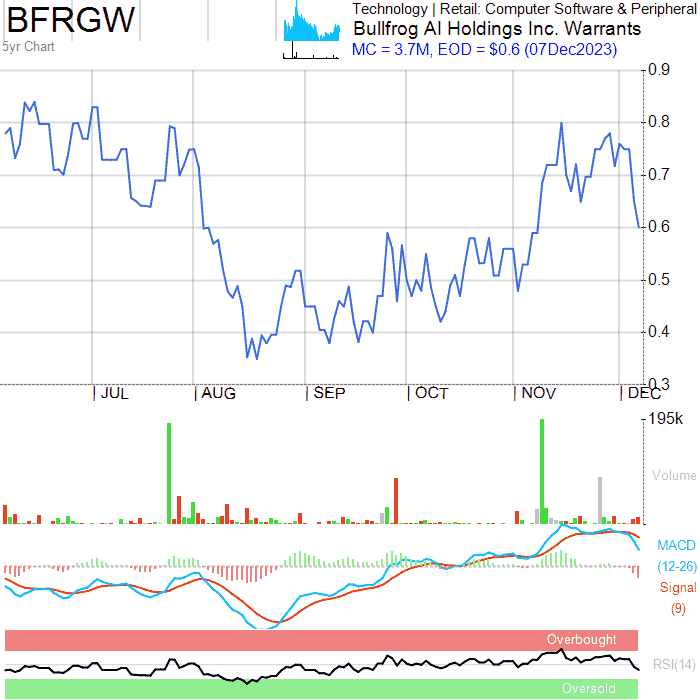 BFRGW
5yr Chart
Technology | Retail: Computer Software & Peripheral
Bullfrog AI Holdings Inc. Warrants
MC = 3.7M, EOD = $0.6 (07Dec2023)
0.9
0.8
0.7
0.6
0.5
0.4
0.3
JUL AUG SEP OCT NOV DEC
195k
Volume
MACD
(12-26)
Signal
(9)
Overbought
RSI(14)
Oversold